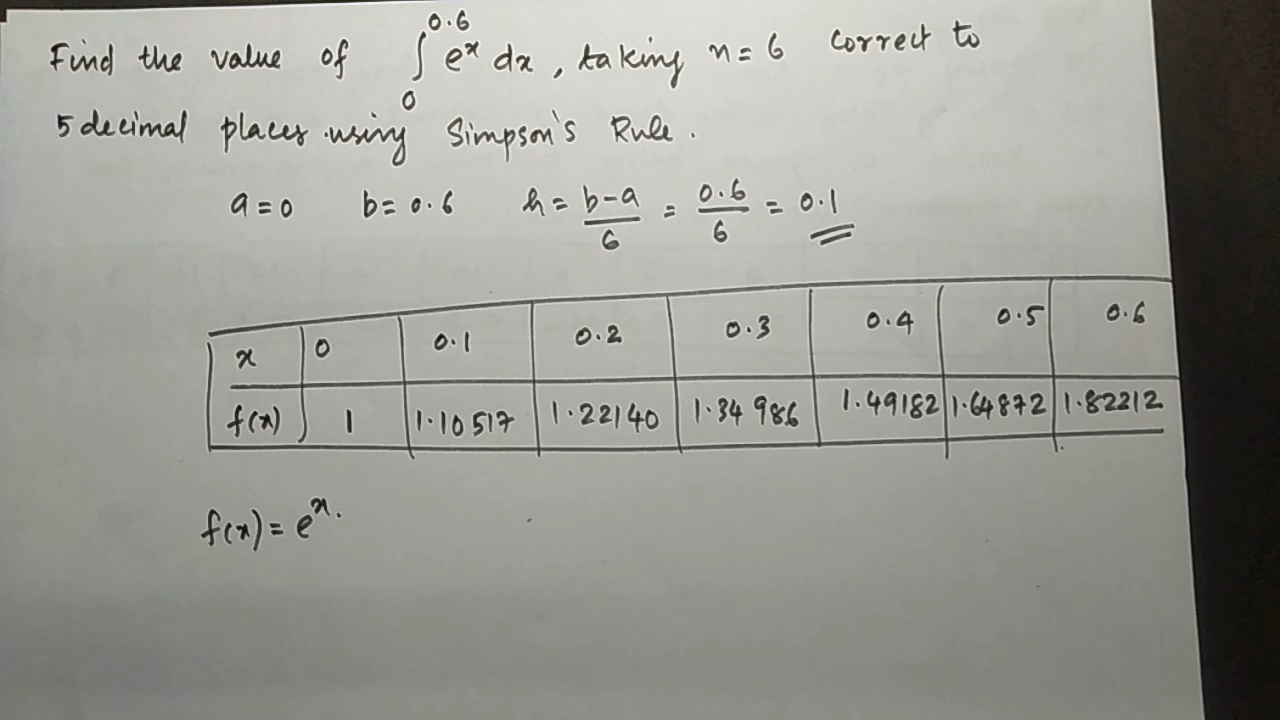 Find the value of ∫₀^0.6 eˣ dx, taking n = 6 correct to
5 decimal places using Simpson's Rule.
a = 0 b = 0.6 h = (b-a)/6 = 0.6/6 = 0.1
x 0 0.1 0.2 0.3 0.4 0.5 0.6
f(x) 1 1.10517 1.22140 1.34986 1.49182 1.64872 1.82212
f(x) = eˣ.